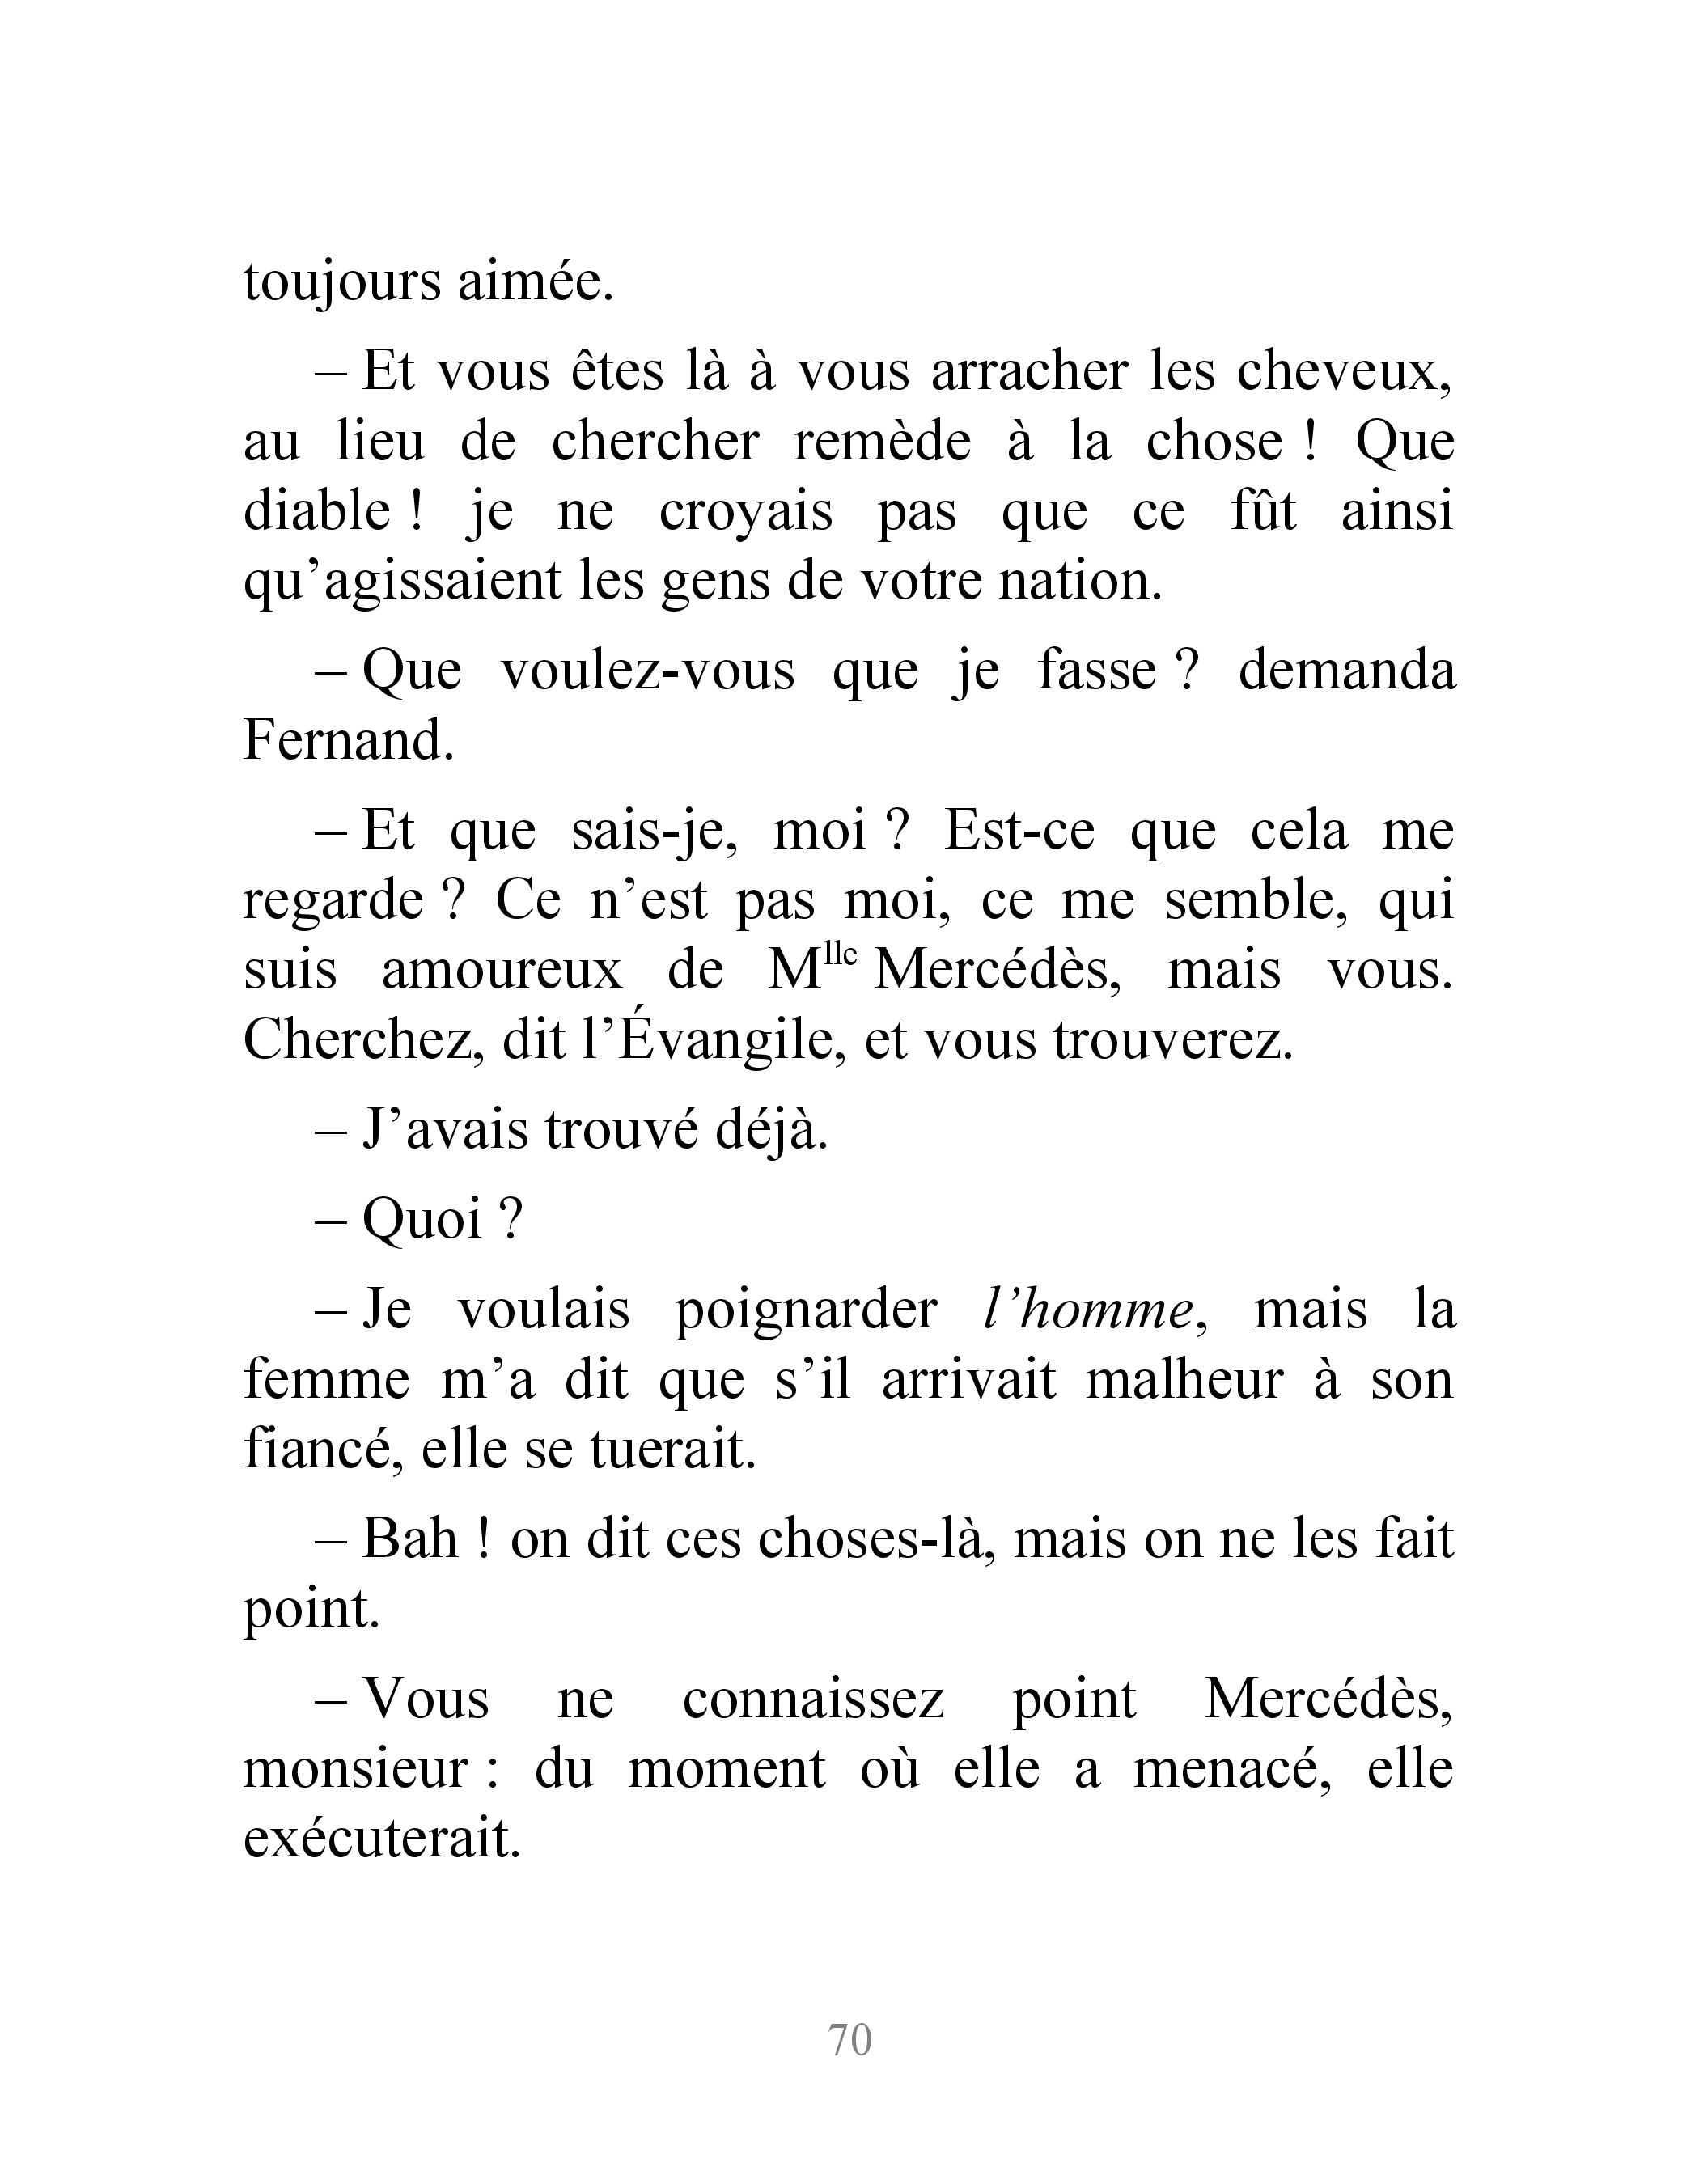 toujours aimée.
– Et vous êtes là à vous arracher les cheveux,
au lieu de chercher remède à la chose ! Que
diable ! je ne croyais pas que ce fût ainsi
qu’agissaient les gens de votre nation.
– Que voulez-vous que je fasse ? demanda
Fernand.
– Et que sais-je, moi ? Est-ce que cela me
regarde ? Ce n’est pas moi, ce me semble, qui
suis amoureux de Mlle Mercédès, mais vous.
Cherchez, dit l’Évangile, et vous trouverez.
– J’avais trouvé déjà.
– Quoi ?
– Je voulais poignarder l’homme, mais la
femme m’a dit que s’il arrivait malheur à son
fiancé, elle se tuerait.
– Bah ! on dit ces choses-là, mais on ne les fait
point.
– Vous ne connaissez point Mercédès,
monsieur : du moment où elle a menacé, elle
exécuterait.
70